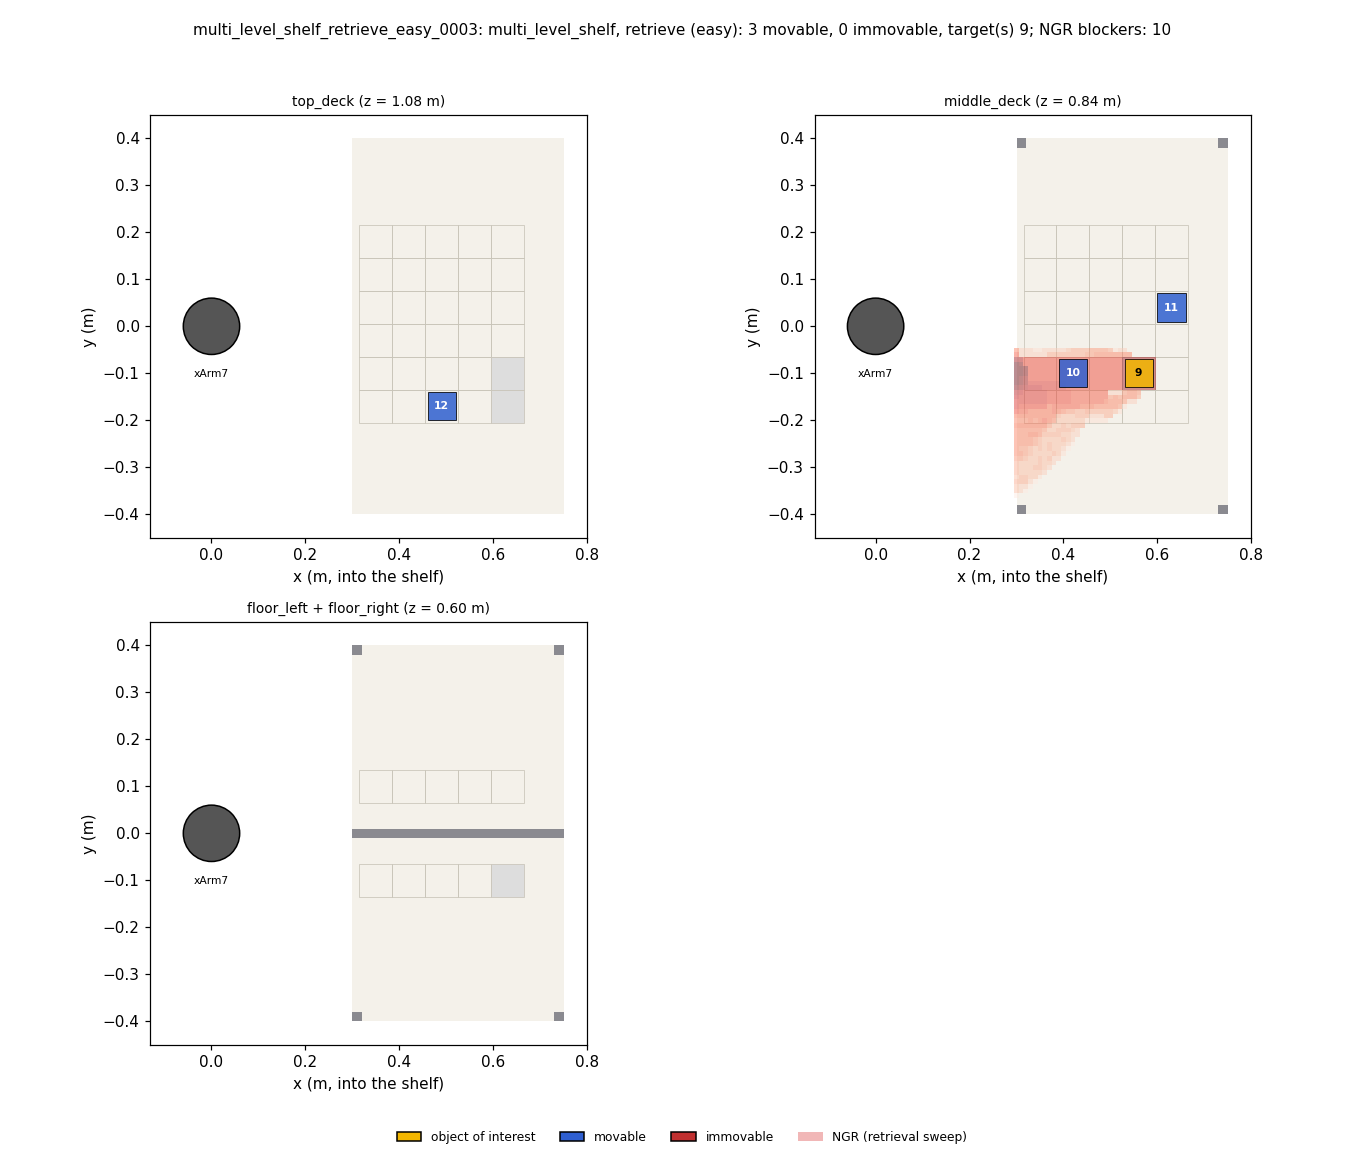 multi_level_shelf_retrieve_easy_0003: multi_level_shelf, retrieve (easy): 3 movable, 0 immovable, target(s) 9; NGR blockers: 10
top_deck (z = 1.08 m)
0.4
0.3
0.2
0.1
0.0
−0.1
−0.2
−0.3
−0.4
y (m)
xArm7
12
0.0
0.2
0.4
0.6
0.8
x (m, into the shelf)
middle_deck (z = 0.84 m)
0.4
0.3
0.2
0.1
0.0
−0.1
−0.2
−0.3
−0.4
y (m)
xArm7
11
10
9
0.0
0.2
0.4
0.6
0.8
x (m, into the shelf)
floor_left + floor_right (z = 0.60 m)
0.4
0.3
0.2
0.1
0.0
−0.1
−0.2
−0.3
−0.4
y (m)
xArm7
0.0
0.2
0.4
0.6
0.8
x (m, into the shelf)
object of interest
movable
immovable
NGR (retrieval sweep)